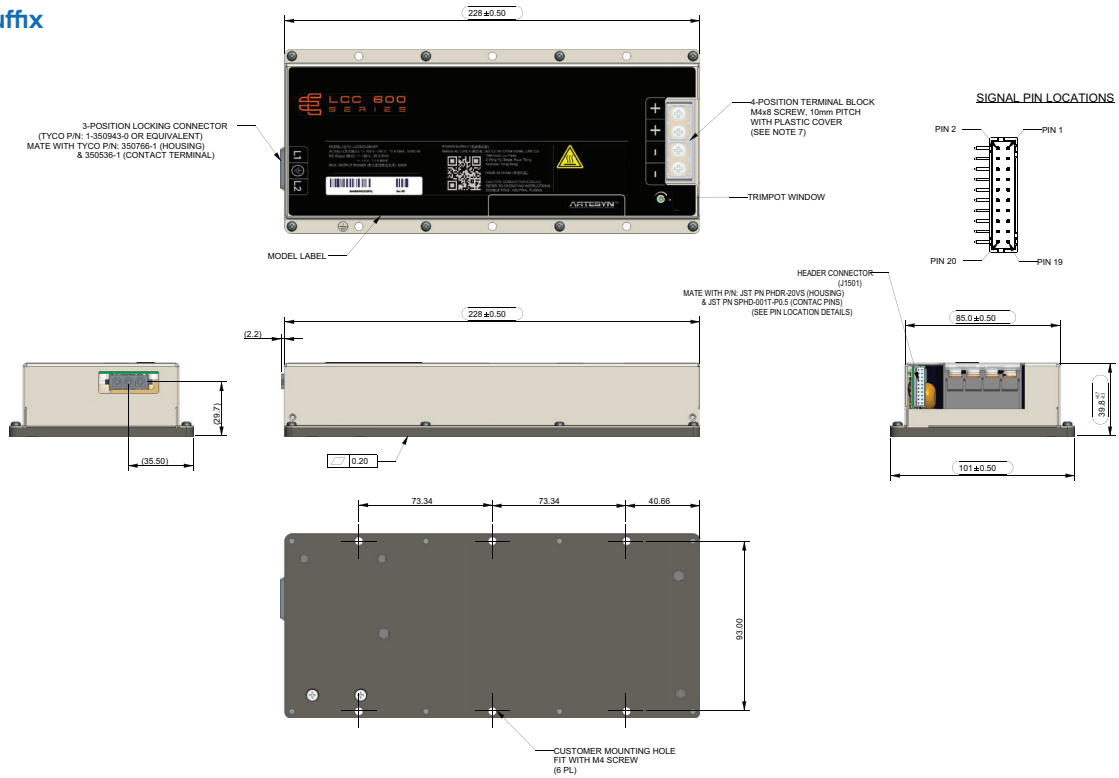 uffix
228±0.50
3-POSITION LOCKING CONNECTOR
(TYCO P/N: 1-350943-0 OR EQUIVALENT)
MATE WITH TYCO P/N: 350766-1 (HOUSING)
& 350536-1 (CONTACT TERMINAL)
LCC 600
SERIES
L1
L2
+
+
-
-
ARTESYN
4-POSITION TERMINAL BLOCK
M4x8 SCREW, 10mm PITCH
WITH PLASTIC COVER
(SEE NOTE 7)
TRIMPOT WINDOW
MODEL LABEL
SIGNAL PIN LOCATIONS
PIN 2
PIN 1
PIN 20
PIN 19
HEADER CONNECTOR
(J1501)
MATE WITH P/N: JST PN PHDR-20VS (HOUSING)
& JST PN SPHD-001T-P0.5 (CONTAC PINS)
(SEE PIN LOCATION DETAILS)
(2.2)
228±0.50
85.0±0.50
(29.7)
(35.50)
0.20
39.8
101±0.50
73.34
73.34
40.66
93.00
CUSTOMER MOUNTING HOLE
FIT WITH M4 SCREW
(6 PL)